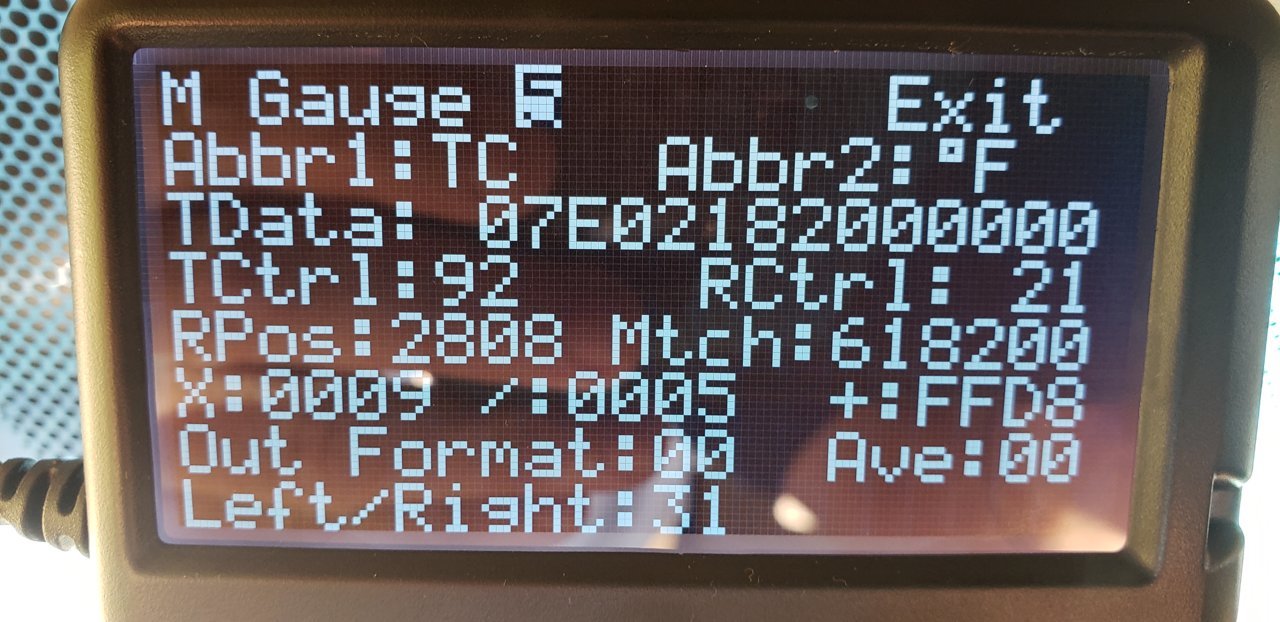 M Gauge Exit
Abbr1:TC Abbr2:°F
TData: 07E02182000000
TCtrl:92 RCtrl: 21
RPos:2808 Mtch:618200
X:0009 /:0005 +:FFD8
Out Format:00 Ave:00
Left/Right:31